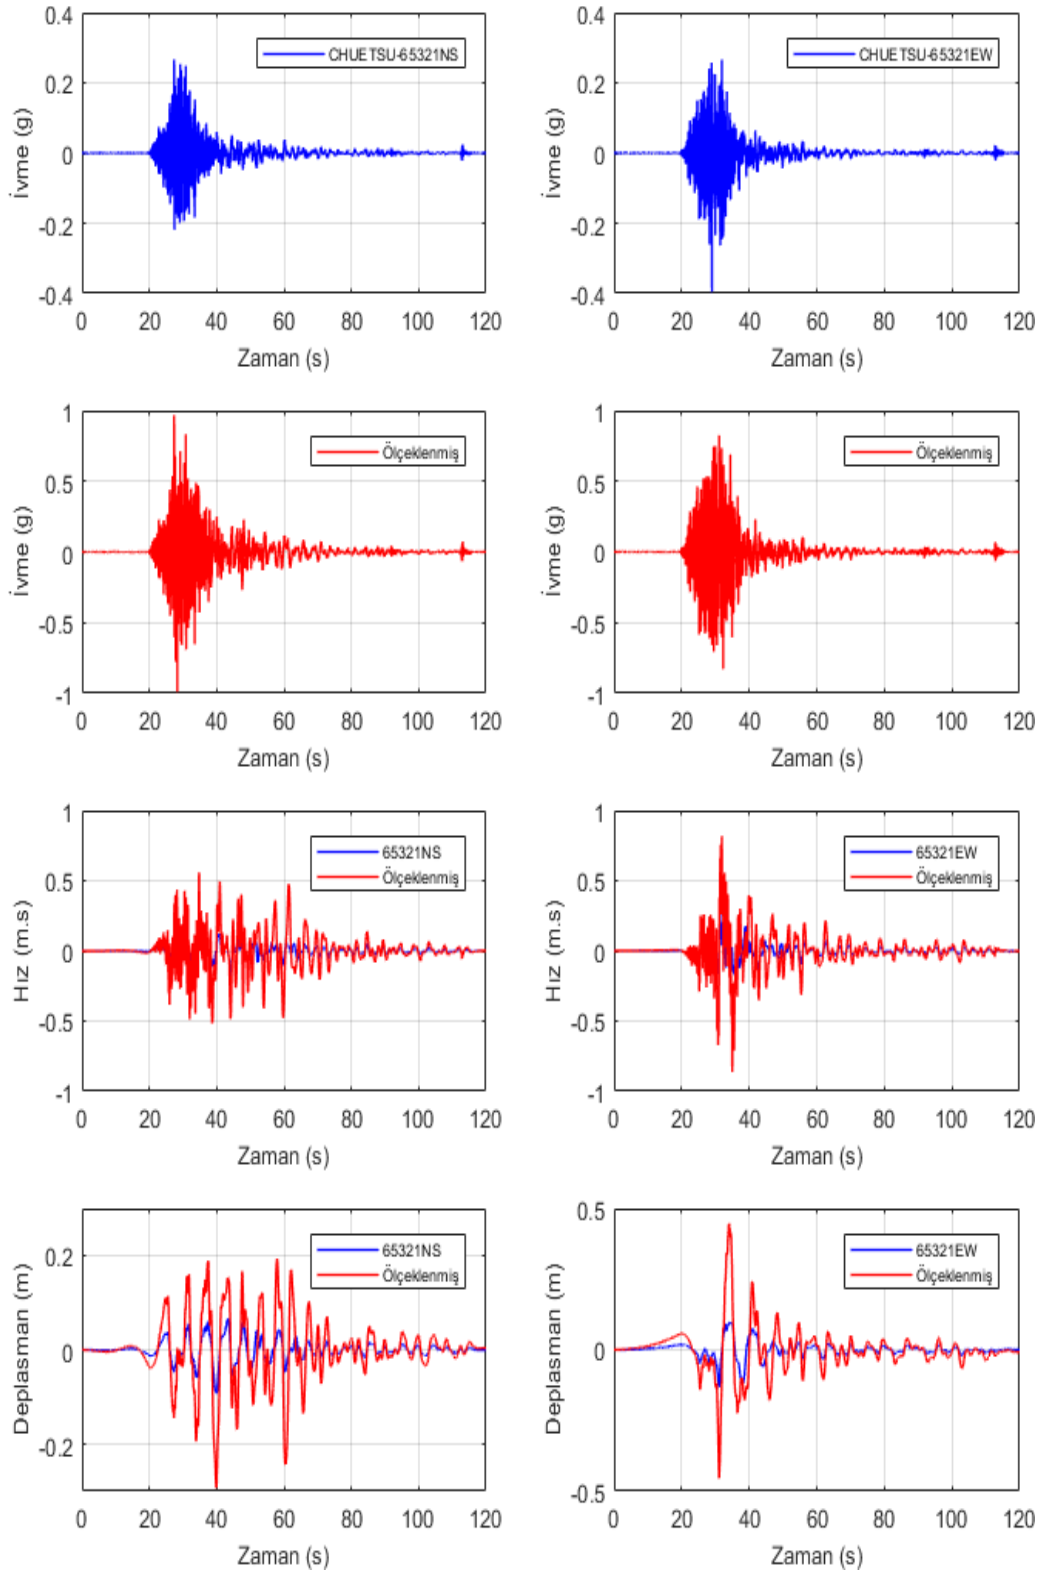 0.4
0.2
0
-0.2
-0.4
İvme (g)
CHUETSU-65321NS
0 20 40 60 80 100 120
Zaman (s)
0.4
0.2
0
-0.2
-0.4
İvme (g)
CHUETSU-65321EW
0 20 40 60 80 100 120
Zaman (s)
1
0.5
0
-0.5
-1
İvme (g)
Ölçeklenmiş
0 20 40 60 80 100 120
Zaman (s)
1
0.5
0
-0.5
-1
İvme (g)
Ölçeklenmiş
0 20 40 60 80 100 120
Zaman (s)
1
0.5
0
-0.5
-1
Hız (m.s)
65321NS
Ölçeklenmiş
0 20 40 60 80 100 120
Zaman (s)
1
0.5
0
-0.5
-1
Hız (m.s)
65321EW
Ölçeklenmiş
0 20 40 60 80 100 120
Zaman (s)
0.2
0
-0.2
Deplasman (m)
65321NS
Ölçeklenmiş
0 20 40 60 80 100 120
Zaman (s)
0.5
0
-0.5
Deplasman (m)
65321EW
Ölçeklenmiş
0 20 40 60 80 100 120
Zaman (s)